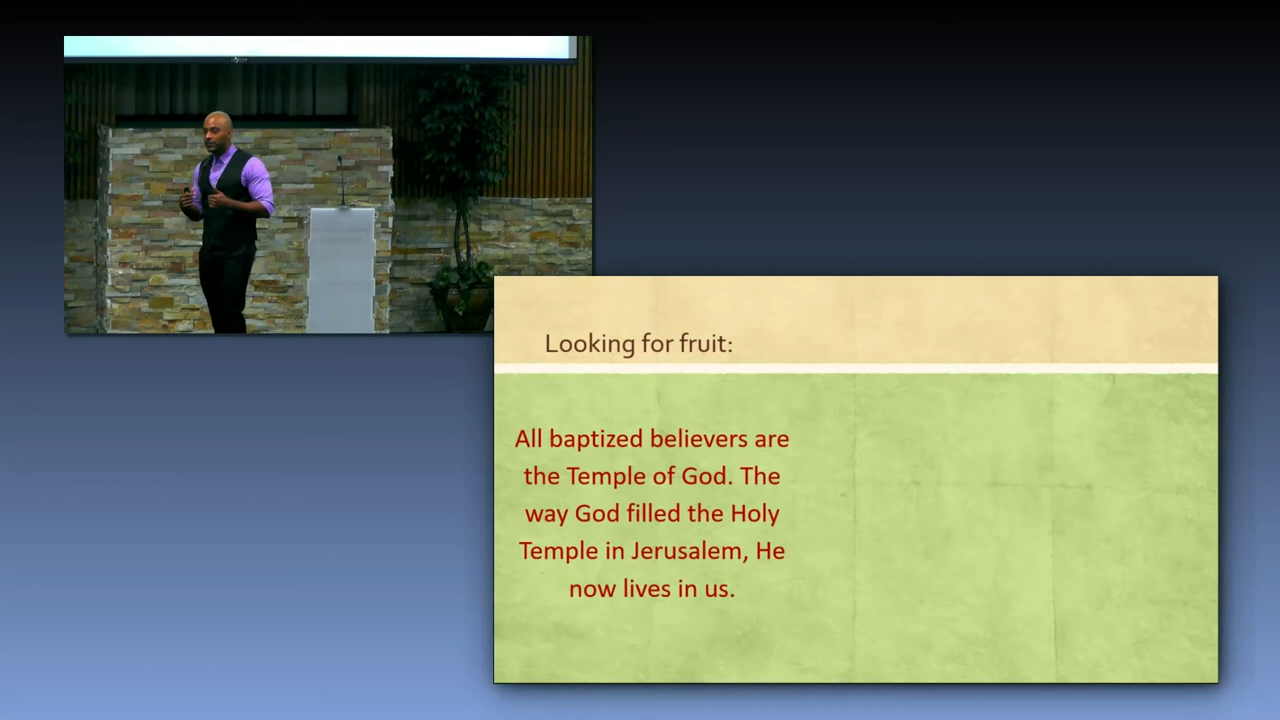 Looking for fruit:
All baptized believers are
the Temple of God. The
way God filled the Holy
Temple in Jerusalem, He
now lives in us.